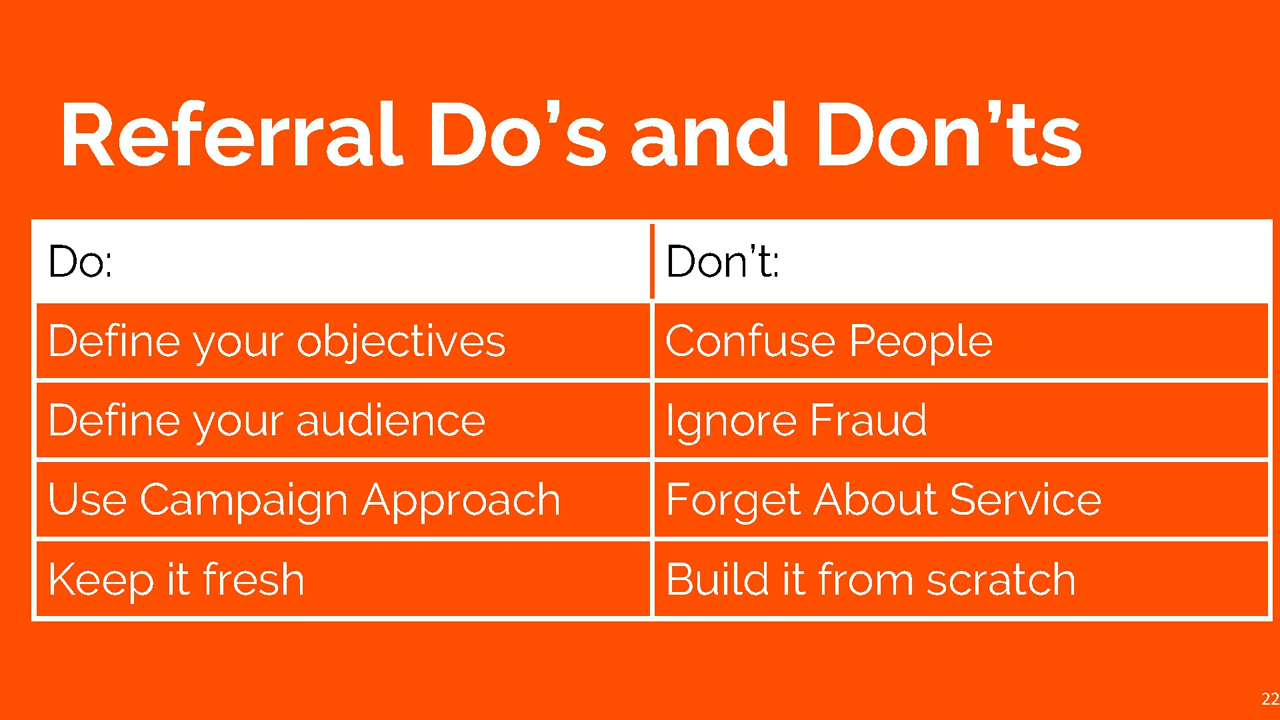 Referral Do’s and Don’ts
Do:
Don’t:
Define your objectives
Confuse People
Define your audience
Ignore Fraud
Use Campaign Approach
Forget About Service
Keep it fresh
Build it from scratch
22